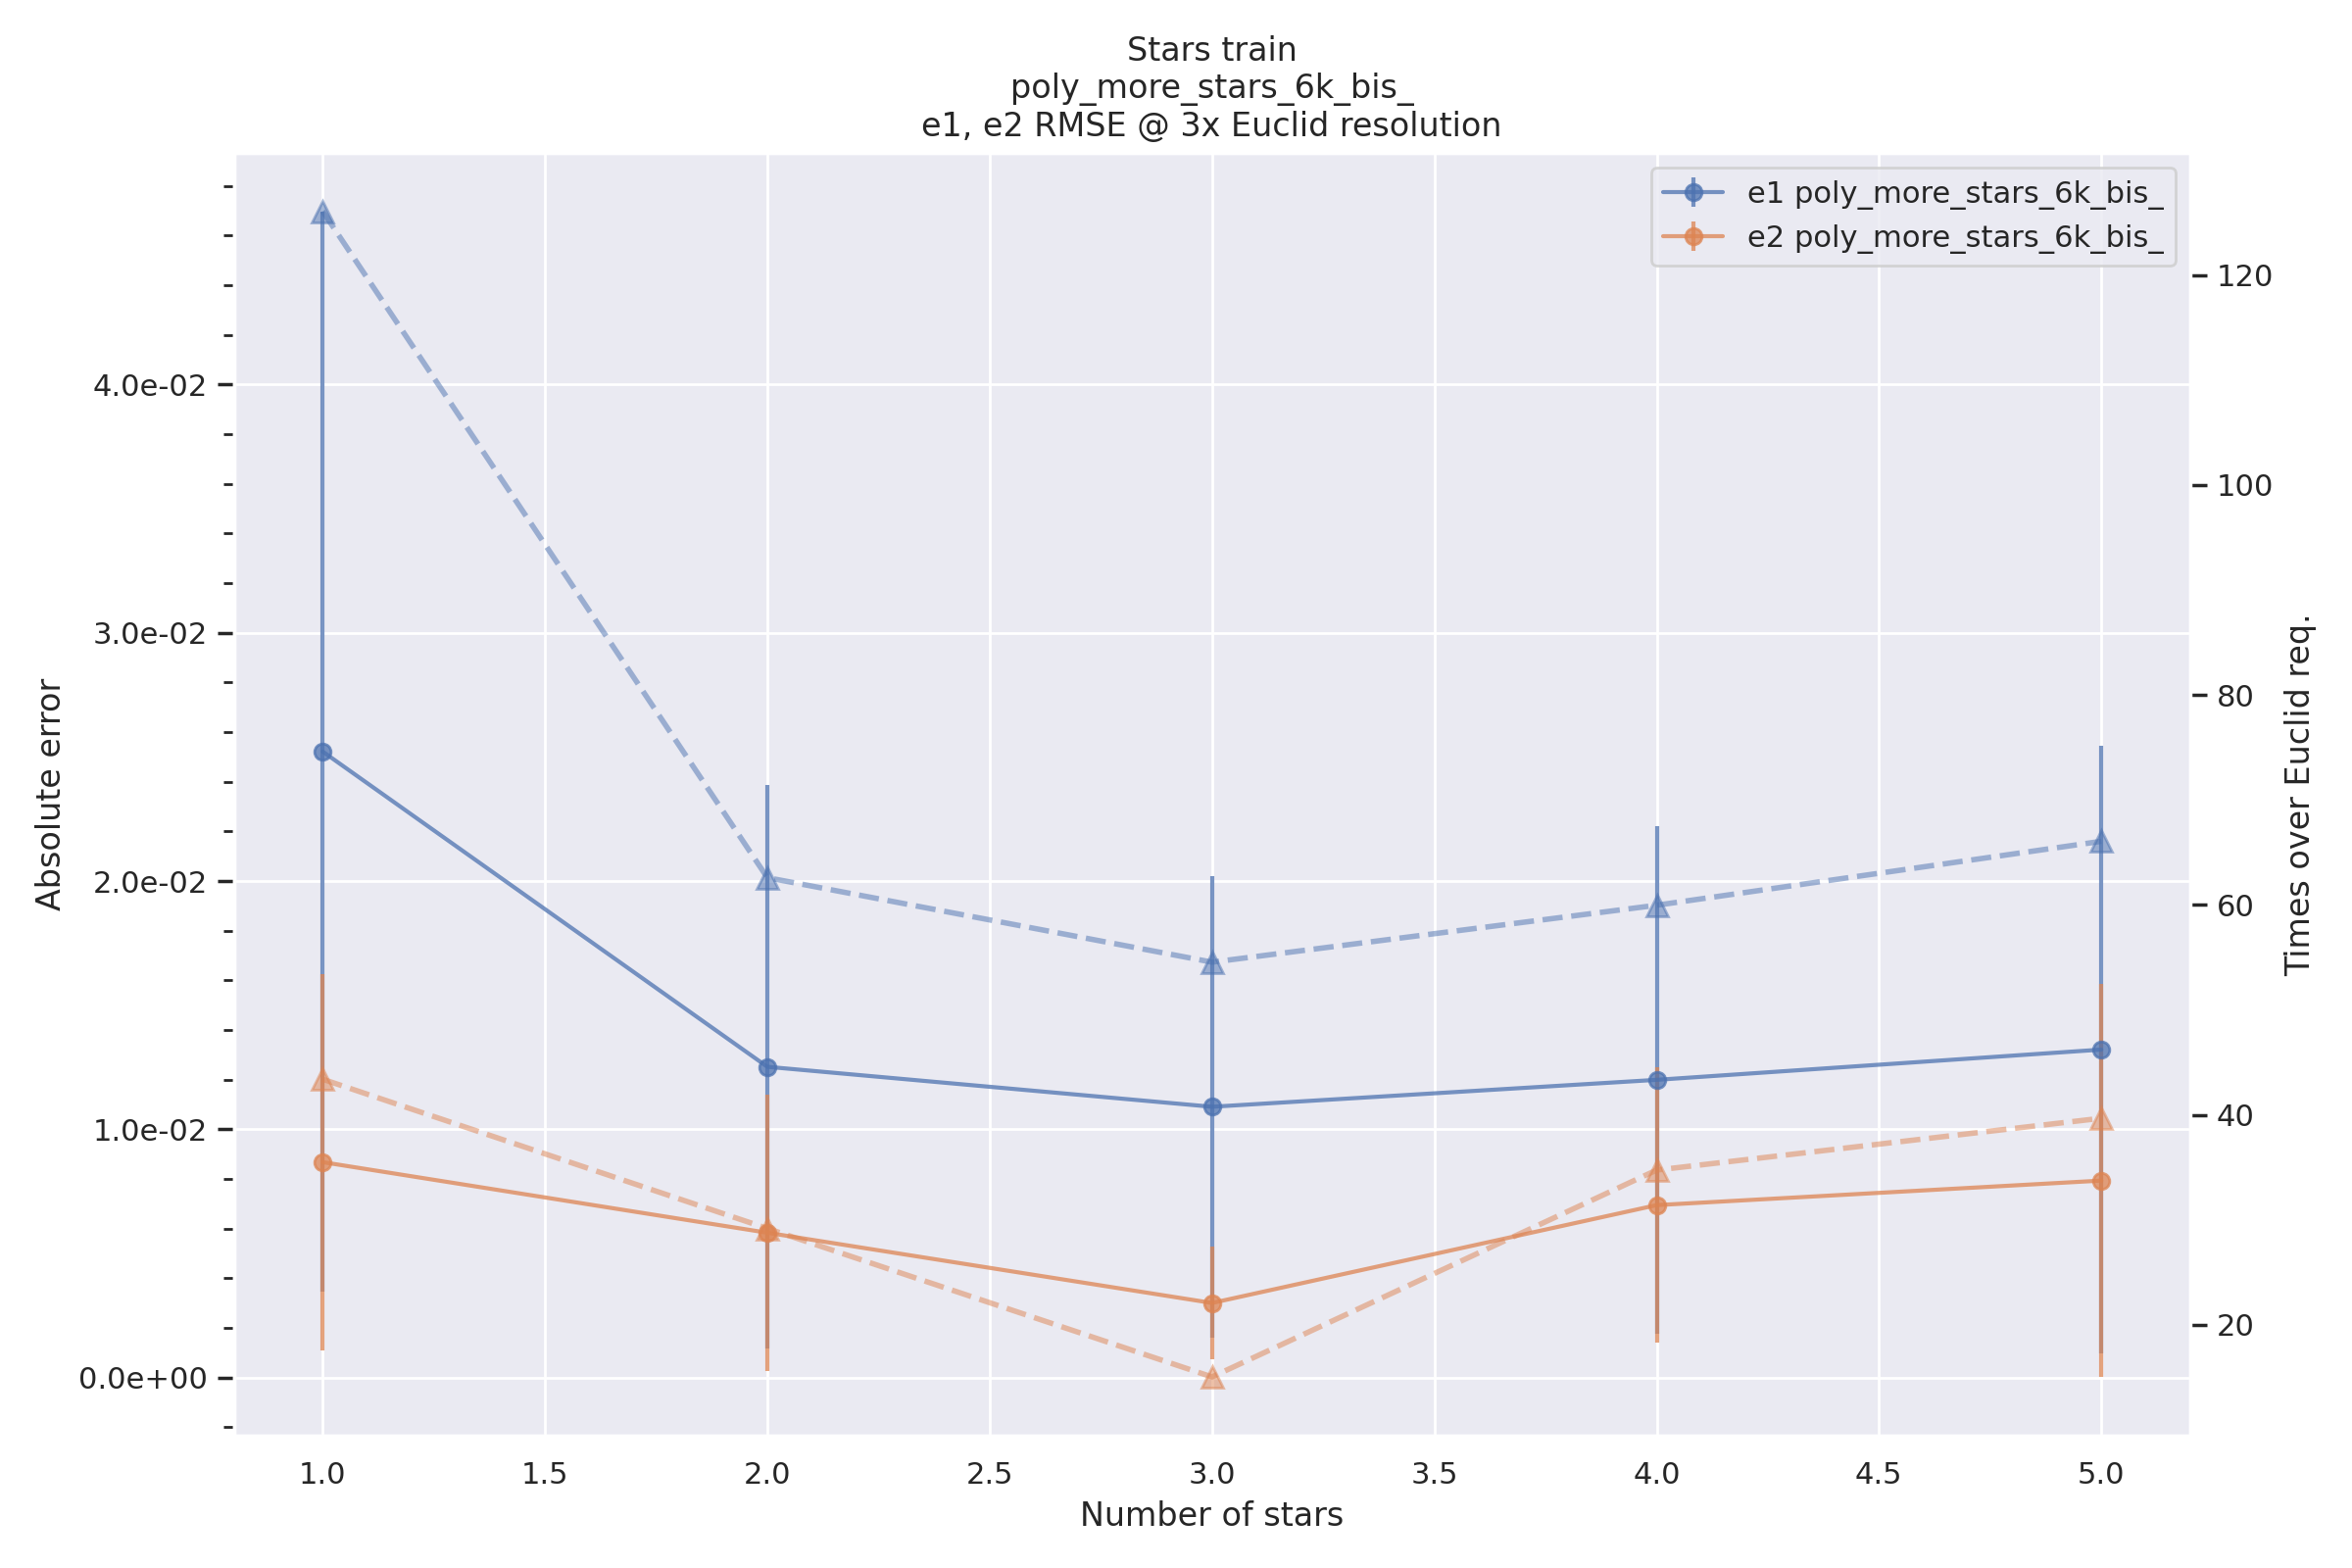 Stars train
poly_more_stars_6k_bis_
e1, e2 RMSE @ 3x Euclid resolution
e1 poly_more_stars_6k_bis_
e2 poly_more_stars_6k_bis_
Absolute error
4.0e-02
3.0e-02
2.0e-02
1.0e-02
0.0e+00
120
100
80
60
40
20
Times over Euclid req.
1.0 1.5 2.0 2.5 3.0 3.5 4.0 4.5 5.0
Number of stars